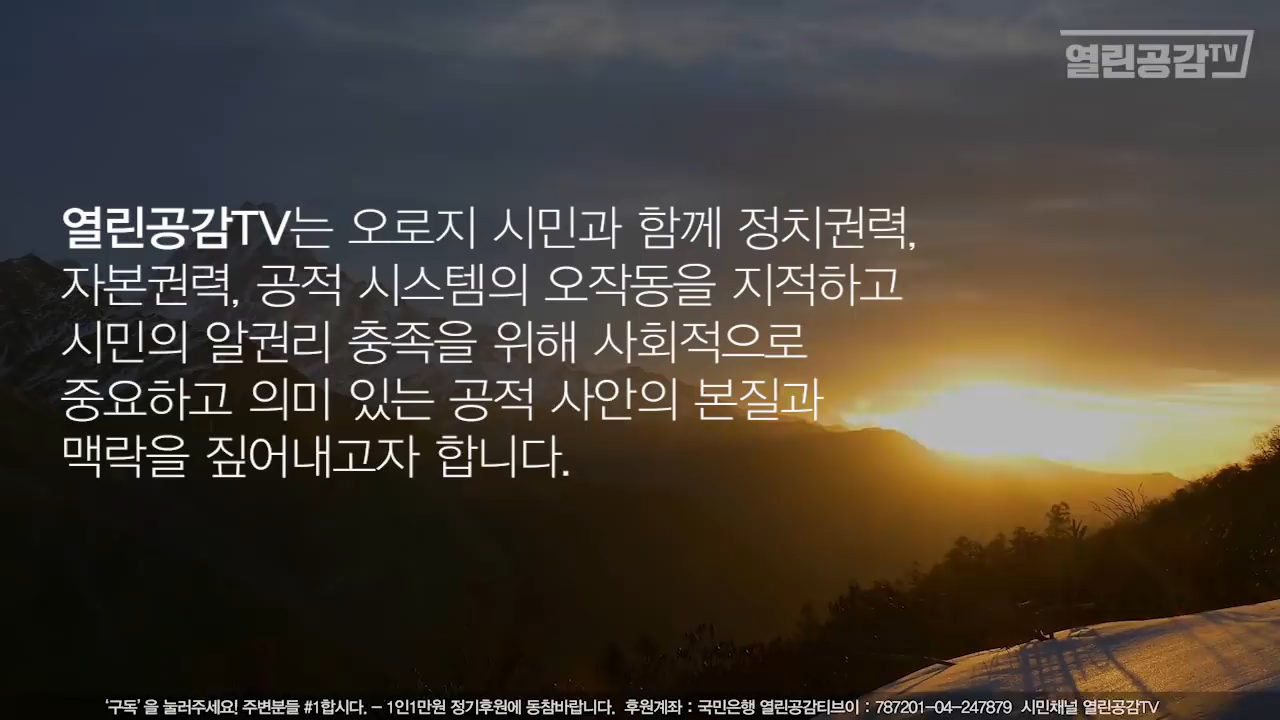 열린공감TV
열린공감TV는 오로지 시민과 함께 정치권력,
자본권력, 공적 시스템의 오작동을 지적하고
시민의 알권리 충족을 위해 사회적으로
중요하고 의미 있는 공적 사안의 본질과
맥락을 짚어내고자 합니다.
'구독' 을 눌러주세요! 주변분들 #1합시다. - 1인1만원 정기후원에 동참바랍니다. 후원계좌 : 국민은행 열린공감티브이 : 787201-04-247879 시민채널 열린공감TV